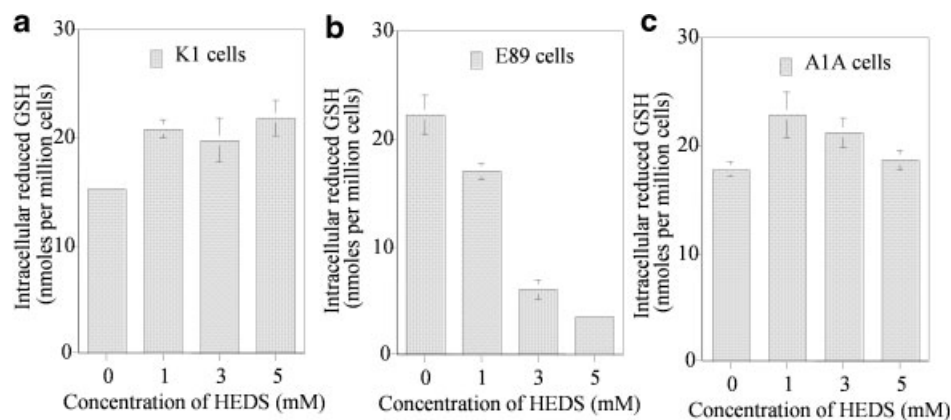 a
30
20
10
0
K1 cells
Intracellular reduced GSH
(nmoles per million cells)
0 1 3 5
Concentration of HEDS (mM)
b
30
20
10
0
E89 cells
Intracellular reduced GSH
(nmoles per million cells)
0 1 3 5
Concentration of HEDS (mM)
c
30
20
10
0
A1A cells
Intracellular reduced GSH
(nmoles per million cells)
0 1 3 5
Concentration of HEDS (mM)